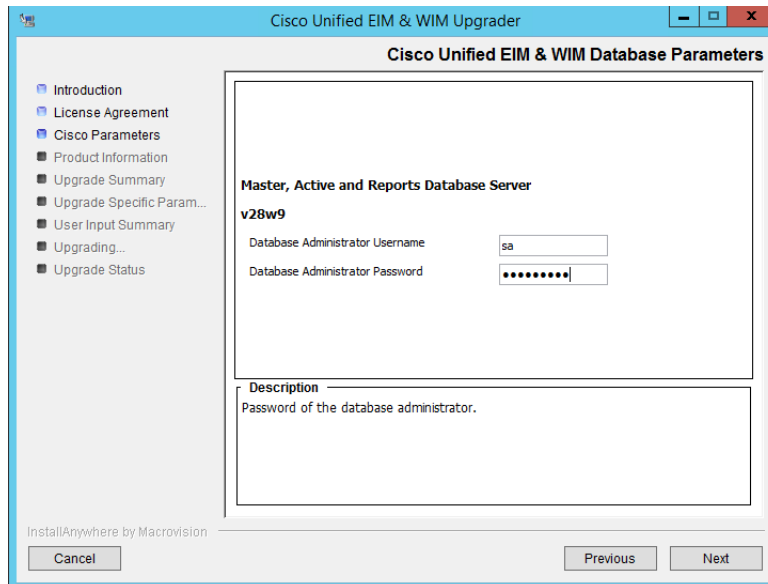 Cisco Unified EIM & WIM Upgrader
Cisco Unified EIM & WIM Database Parameters
Introduction
License Agreement
Cisco Parameters
Product Information
Upgrade Summary
Upgrade Specific Param...
User Input Summary
Upgrading...
Upgrade Status
Master, Active and Reports Database Server
v28w9
Database Administrator Username
sa
Database Administrator Password
•••••••••
Description
Password of the database administrator.
InstallAnywhere by Macrovision
Cancel
Previous
Next